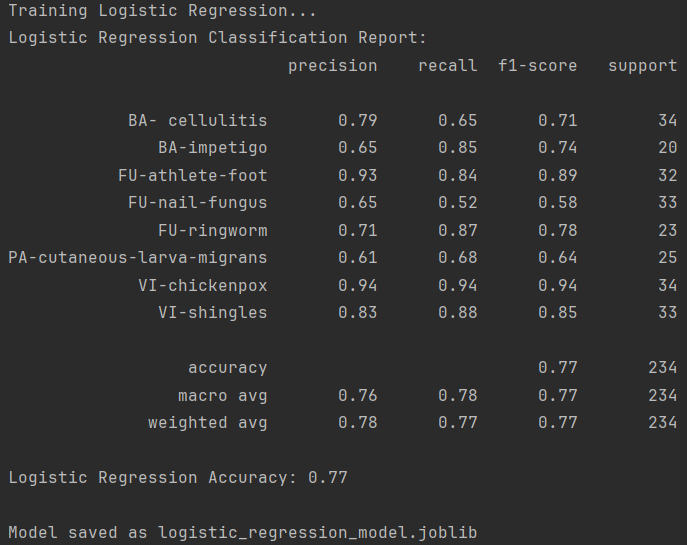 Training Logistic Regression...
Logistic Regression Classification Report:
precision recall f1-score support
BA- cellulitis 0.79 0.65 0.71 34
BA-impetigo 0.65 0.85 0.74 20
FU-athlete-foot 0.93 0.84 0.89 32
FU-nail-fungus 0.65 0.52 0.58 33
FU-ringworm 0.71 0.87 0.78 23
PA-cutaneous-larva-migrans 0.61 0.68 0.64 25
VI-chickenpox 0.94 0.94 0.94 34
VI-shingles 0.83 0.88 0.85 33
accuracy 0.77 234
macro avg 0.76 0.78 0.77 234
weighted avg 0.78 0.77 0.77 234
Logistic Regression Accuracy: 0.77
Model saved as logistic_regression_model.joblib